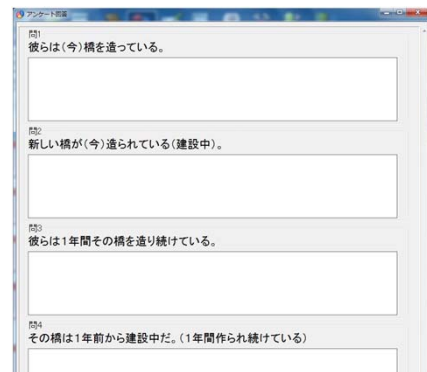 アンケート画面
問1
彼らは(今)橋を造っている。
問2
新しい橋が(今)造られている(建設中)。
問3
彼らは1年間その橋を造り続けている。
問4
その橋は1年前から建設中だ。(1年間作られ続けている)